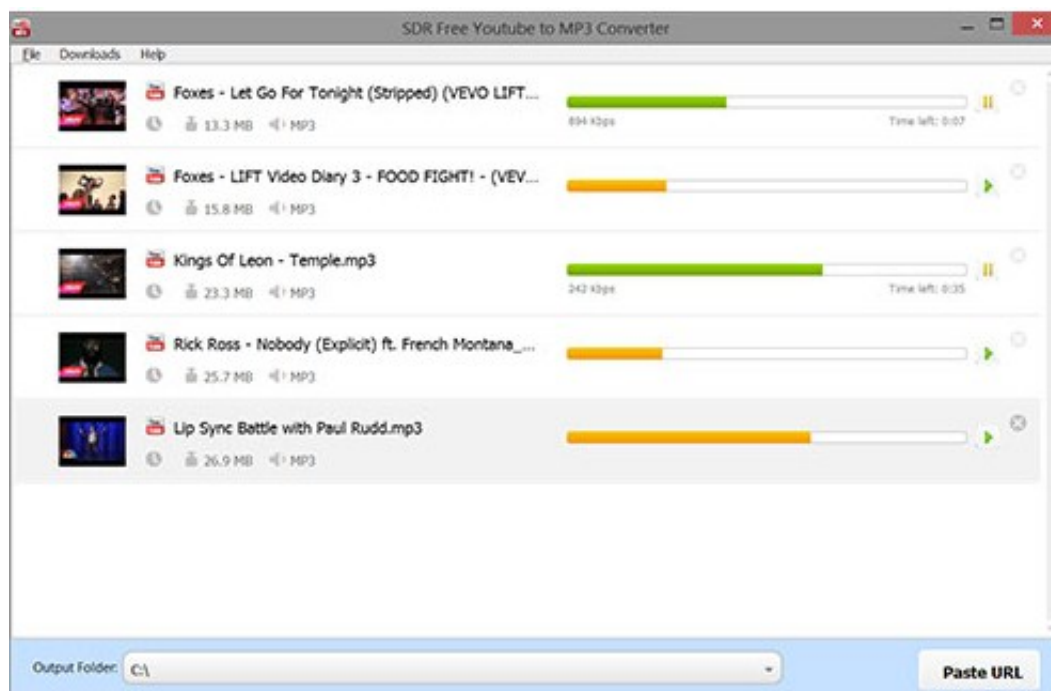 SDR Free Youtube to MP3 Converter
File Downloads Help
Foxes - Let Go For Tonight (Stripped) (VEVO LIFT...
13.3 MB MP3
894 Kbps Time left: 0:07
Foxes - LIFT Video Diary 3 - FOOD FIGHT! - (VEV...
15.8 MB MP3
Kings Of Leon - Temple.mp3
23.3 MB MP3
242 Kbps Time left: 0:35
Rick Ross - Nobody (Explicit) ft. French Montana_...
25.7 MB MP3
Lip Sync Battle with Paul Rudd.mp3
26.9 MB MP3
Output Folder: C:\ Paste URL